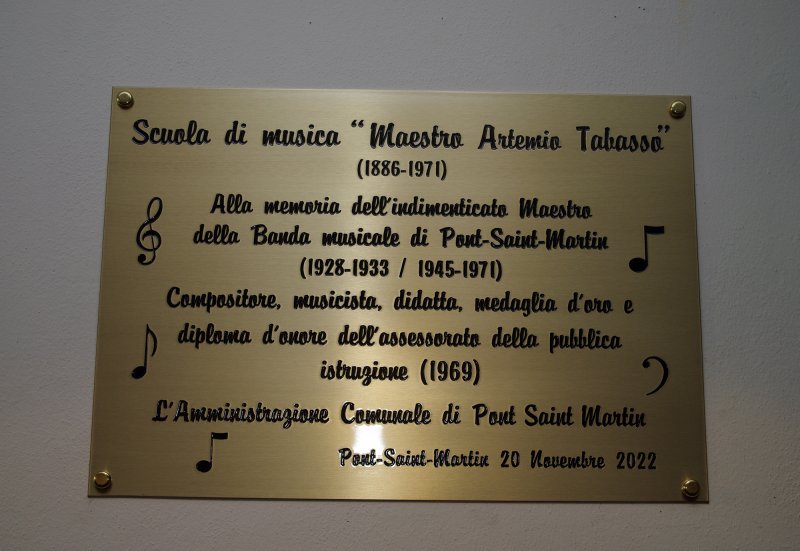 Scuola di musica “Maestro Artemio Tabasso”
(1886-1971)
Alla memoria dell'indimenticato Maestro
della Banda musicale di Pont-Saint-Martin
(1928-1933 / 1945-1971)
Compositore, musicista, didatta, medaglia d'oro e
diploma d'onore dell'assessorato della pubblica
istruzione (1969)
L'Amministrazione Comunale di Pont Saint Martin
Pont-Saint-Martin 20 Novembre 2022